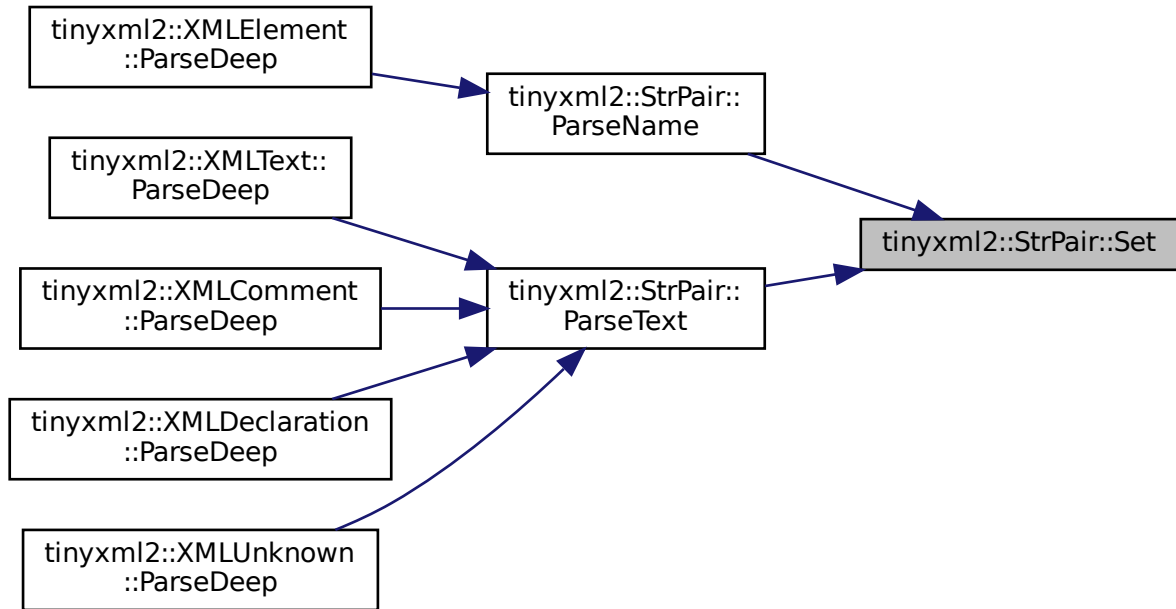 tinyxml2::XMLElement
::ParseDeep
tinyxml2::StrPair::
ParseName
tinyxml2::XMLText::
ParseDeep
tinyxml2::StrPair::Set
tinyxml2::XMLComment
::ParseDeep
tinyxml2::StrPair::
ParseText
tinyxml2::XMLDeclaration
::ParseDeep
tinyxml2::XMLUnknown
::ParseDeep